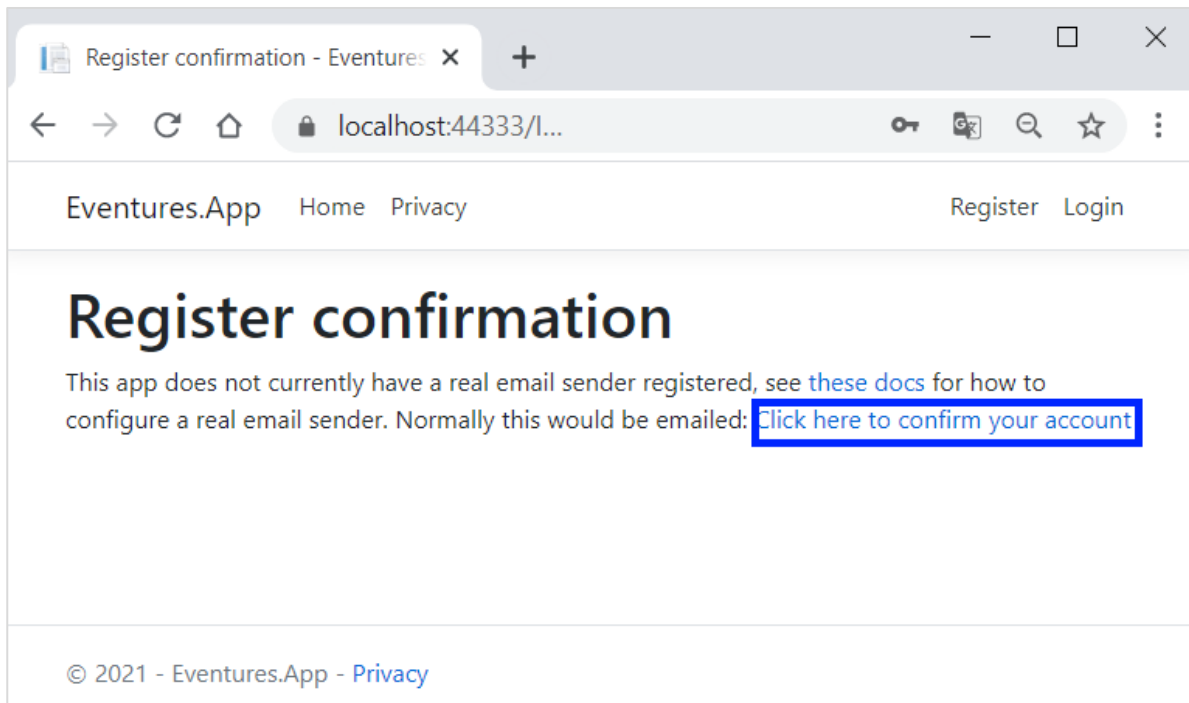 Register confirmation - Eventures
localhost:44333/I...
Eventures.App Home Privacy Register Login
Register confirmation
This app does not currently have a real email sender registered, see these docs for how to
configure a real email sender. Normally this would be emailed: Click here to confirm your account
© 2021 - Eventures.App - Privacy